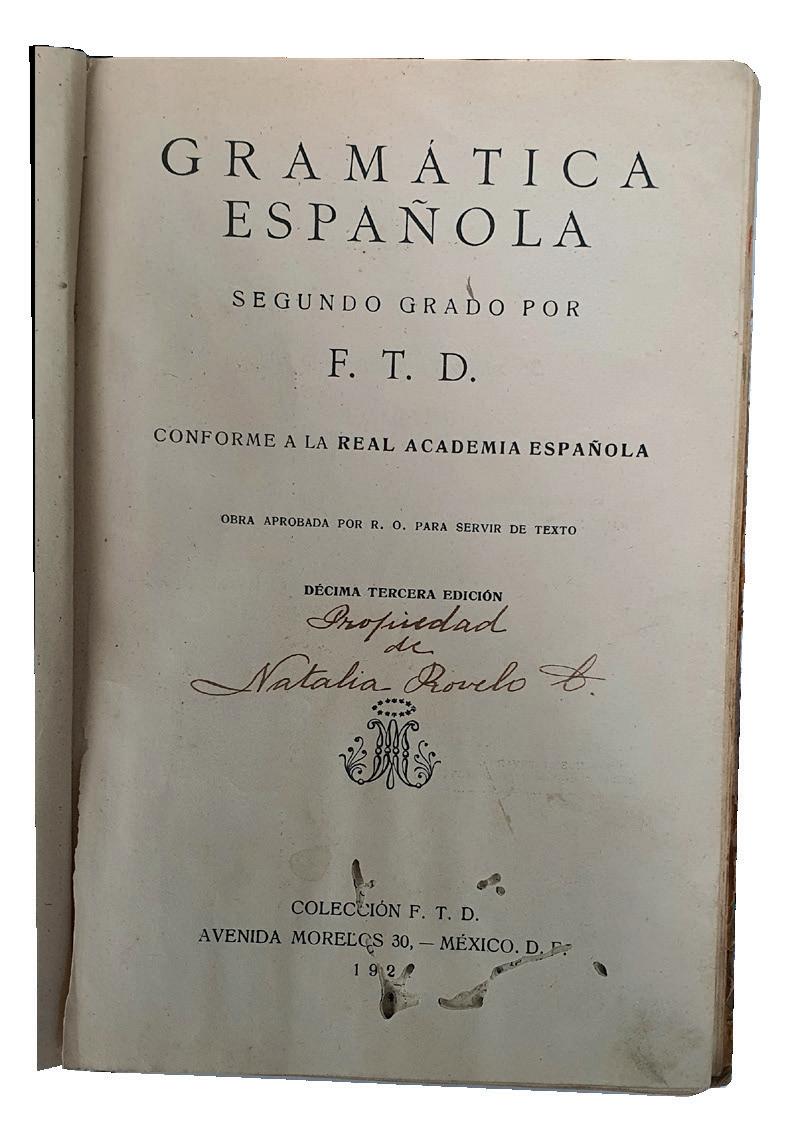 GRAMÁTICA
ESPAÑOLA
SEGUNDO GRADO POR
F. T. D.
CONFORME A LA REAL ACADEMIA ESPAÑOLA
OBRA APROBADA POR R. O. PARA SERVIR DE TEXTO
DÉCIMA TERCERA EDICIÓN
Propiedad
de
Natalia Rovelo C.
COLECCIÓN F. T. D.
AVENIDA MORELOS 30, — MÉXICO. D. F.